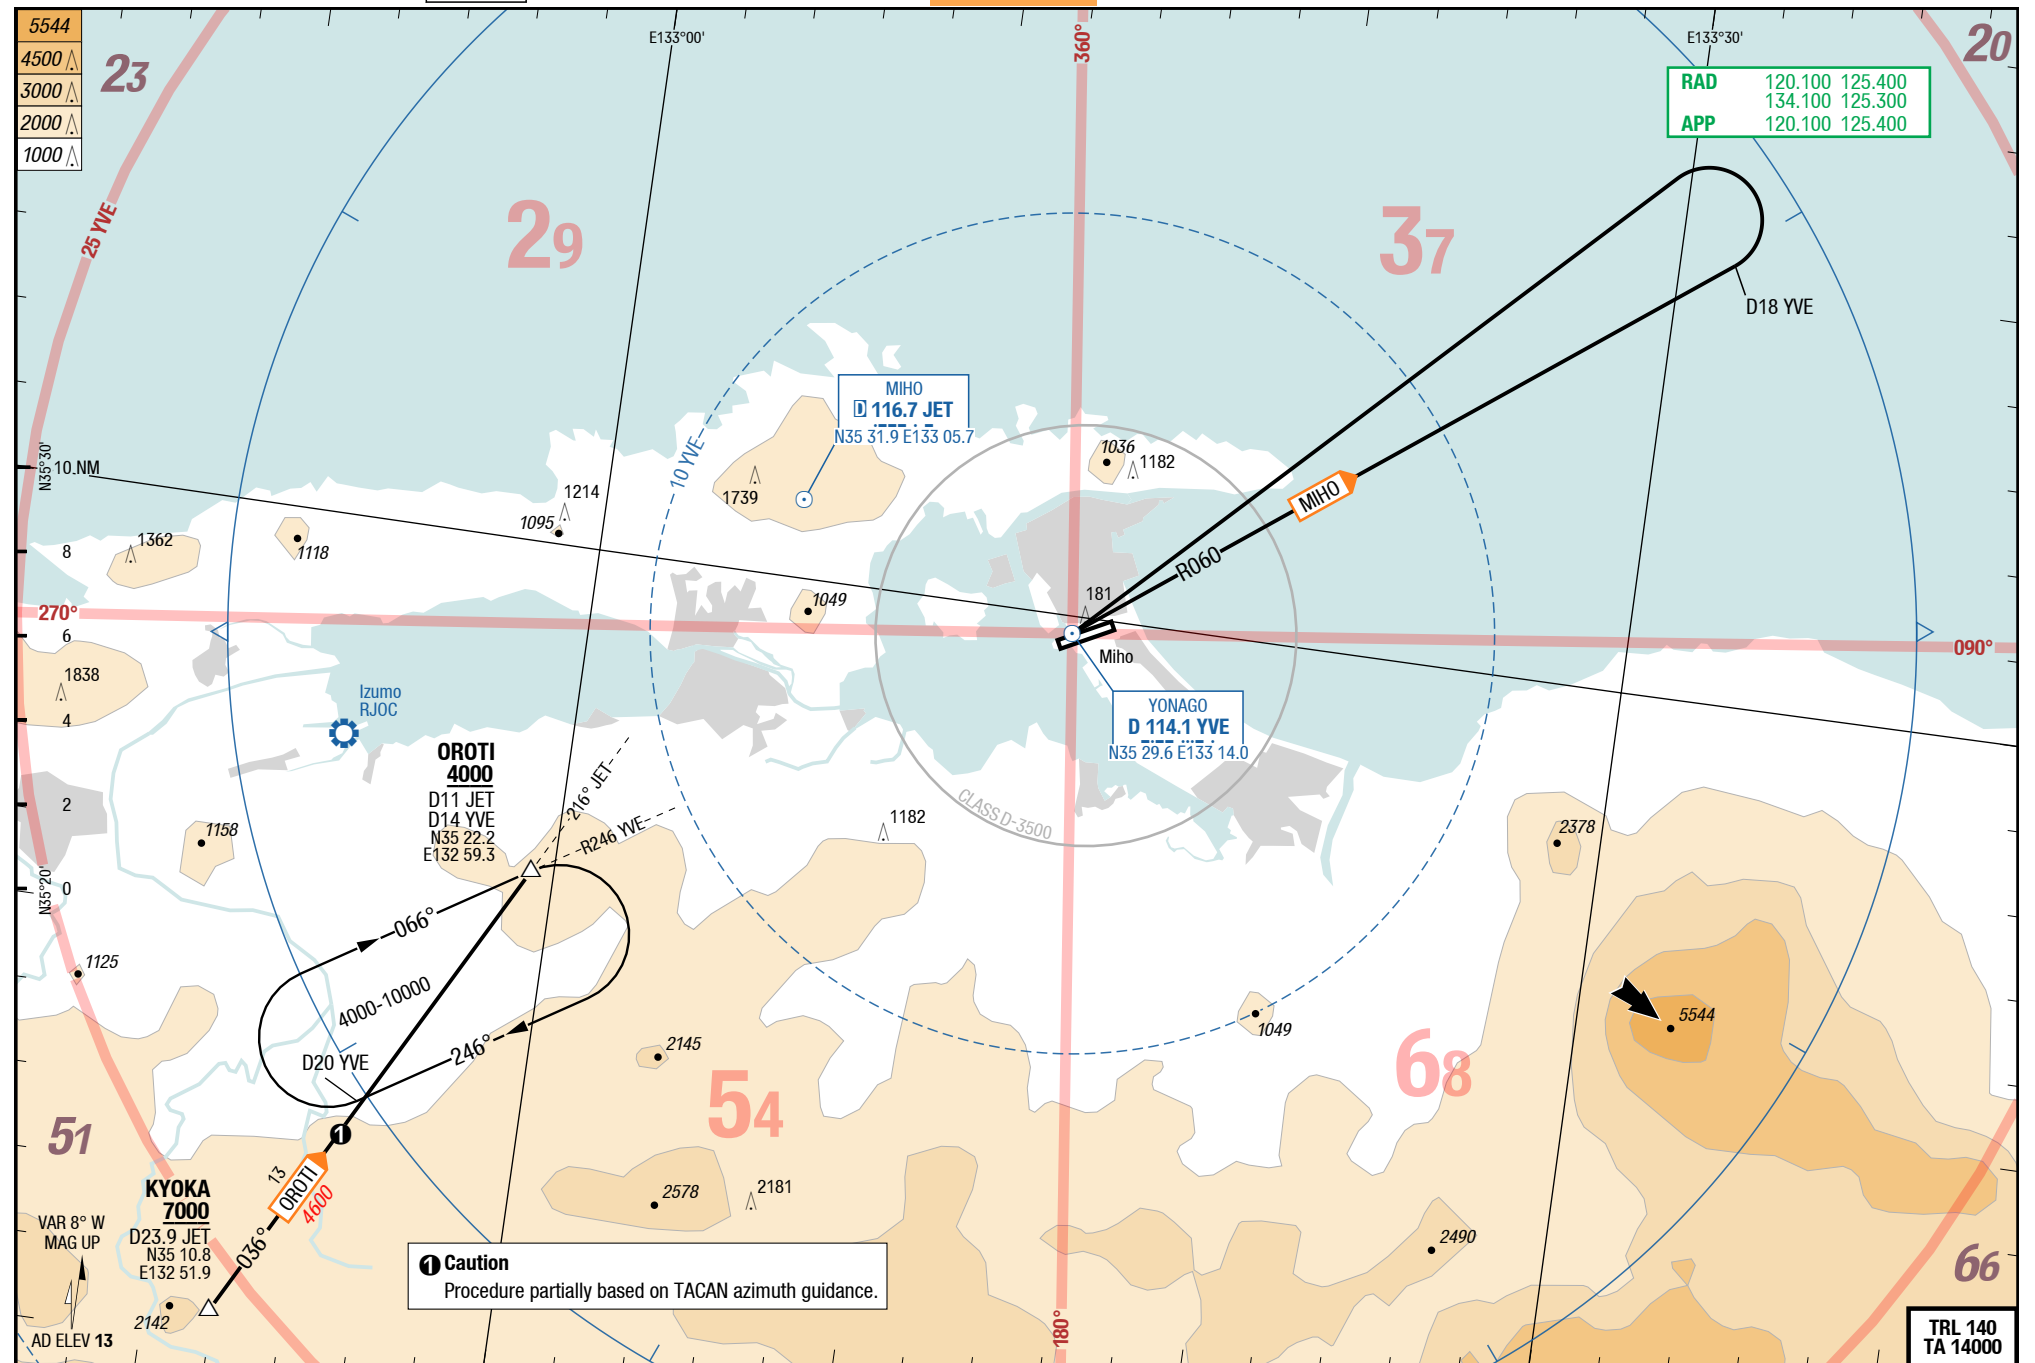 5544
4500
3000
2000
1000
23
25 YVE
E133°00'
360°
E133°30'
20
RAD 120.100 125.400
134.100 125.300
APP 120.100 125.400
29
37
D18 YVE
MIHO
D 116.7 JET
N35 31.9 E133 05.7
10 YVE
1036
1182
MIHO
N35°30'
10 NM
1214
1095
1739
1362
1118
8
R060
270°
1049
181
6
Miho
090°
1838
Izumo
RJOC
4
YONAGO
D 114.1 YVE
N35 29.6 E133 14.0
OROTI
4000
D11 JET
D14 YVE
N35 22.2
E132 59.3
216° JET
R246 YVE
2
CLASS D-3500
1158
1182
2378
N35°20'
0
066°
1125
4000-10000
246°
D20 YVE
2145
1049
5544
54
68
51
1
13
OROTI
4600
036°
KYOKA
7000
D23.9 JET
N35 10.8
E132 51.9
2578
2181
2490
VAR 8° W
MAG UP
1 Caution
Procedure partially based on TACAN azimuth guidance.
66
2142
AD ELEV 13
180°
TRL 140
TA 14000